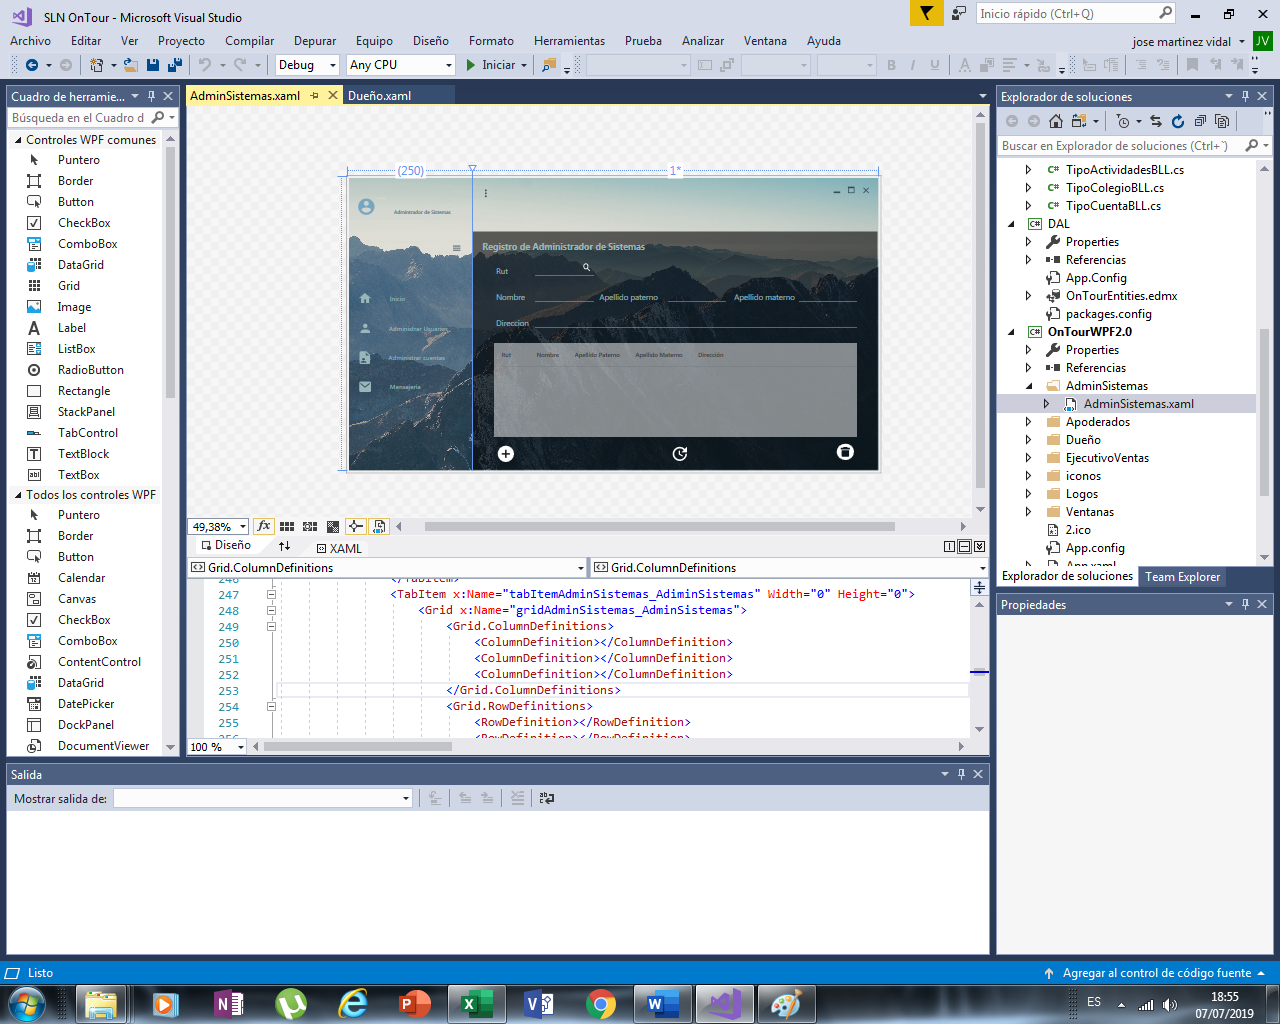 SLN OnTour - Microsoft Visual Studio
Inicio rápido (Ctrl+Q)
Archivo Editar Ver Proyecto Compilar Depurar Equipo Diseño Formato Herramientas Prueba Analizar Ventana Ayuda
jose martinez vidal JV
Debug Any CPU Iniciar
Cuadro de herramie...
Búsqueda en el Cuadro d
Controles WPF comunes
Puntero
Border
Button
CheckBox
ComboBox
DataGrid
Grid
Image
Label
ListBox
RadioButton
Rectangle
StackPanel
TabControl
TextBlock
TextBox
Todos los controles WPF
Puntero
Border
Button
Calendar
Canvas
CheckBox
ComboBox
ContentControl
DataGrid
DatePicker
DockPanel
DocumentViewer
AdminSistemas.xaml Dueño.xaml
(250) 1*
Admintrador de Sistemas
Inicio
Administrar Usuarios
Administrar cuentas
Mensajeria
Registro de Administrador de Sistemas
Rut
Nombre Apellido paterno Apellido materno
Direccion
Rut Nombre Apellido Paterno Apellido Materno Dirección
49,38%
Diseño XAML
Grid.ColumnDefinitions Grid.ColumnDefinitions
246 </TabItem>
247 <TabItem x:Name="tabItemAdminSistemas_AdiminSistemas" Width="0" Height="0">
248 <Grid x:Name="gridAdminSistemas_AdminSistemas">
249 <Grid.ColumnDefinitions>
250 <ColumnDefinition></ColumnDefinition>
251 <ColumnDefinition></ColumnDefinition>
252 <ColumnDefinition></ColumnDefinition>
253 </Grid.ColumnDefinitions>
254 <Grid.RowDefinitions>
255 <RowDefinition></RowDefinition>
256 <RowDefinition></RowDefinition>
100 %
Explorador de soluciones
Buscar en Explorador de soluciones (Ctrl+`)
TipoActividadesBLL.cs
TipoColegioBLL.cs
TipoCuentaBLL.cs
DAL
Properties
Referencias
App.Config
OnTourEntities.edmx
packages.config
OnTourWPF2.0
Properties
Referencias
AdminSistemas
AdminSistemas.xaml
Apoderados
Dueño
EjecutivoVentas
iconos
Logos
Ventanas
2.ico
App.config
App.xaml
Explorador de soluciones Team Explorer
Propiedades
Salida
Mostrar salida de:
Listo
Agregar al control de código fuente
ES
18:55
07/07/2019